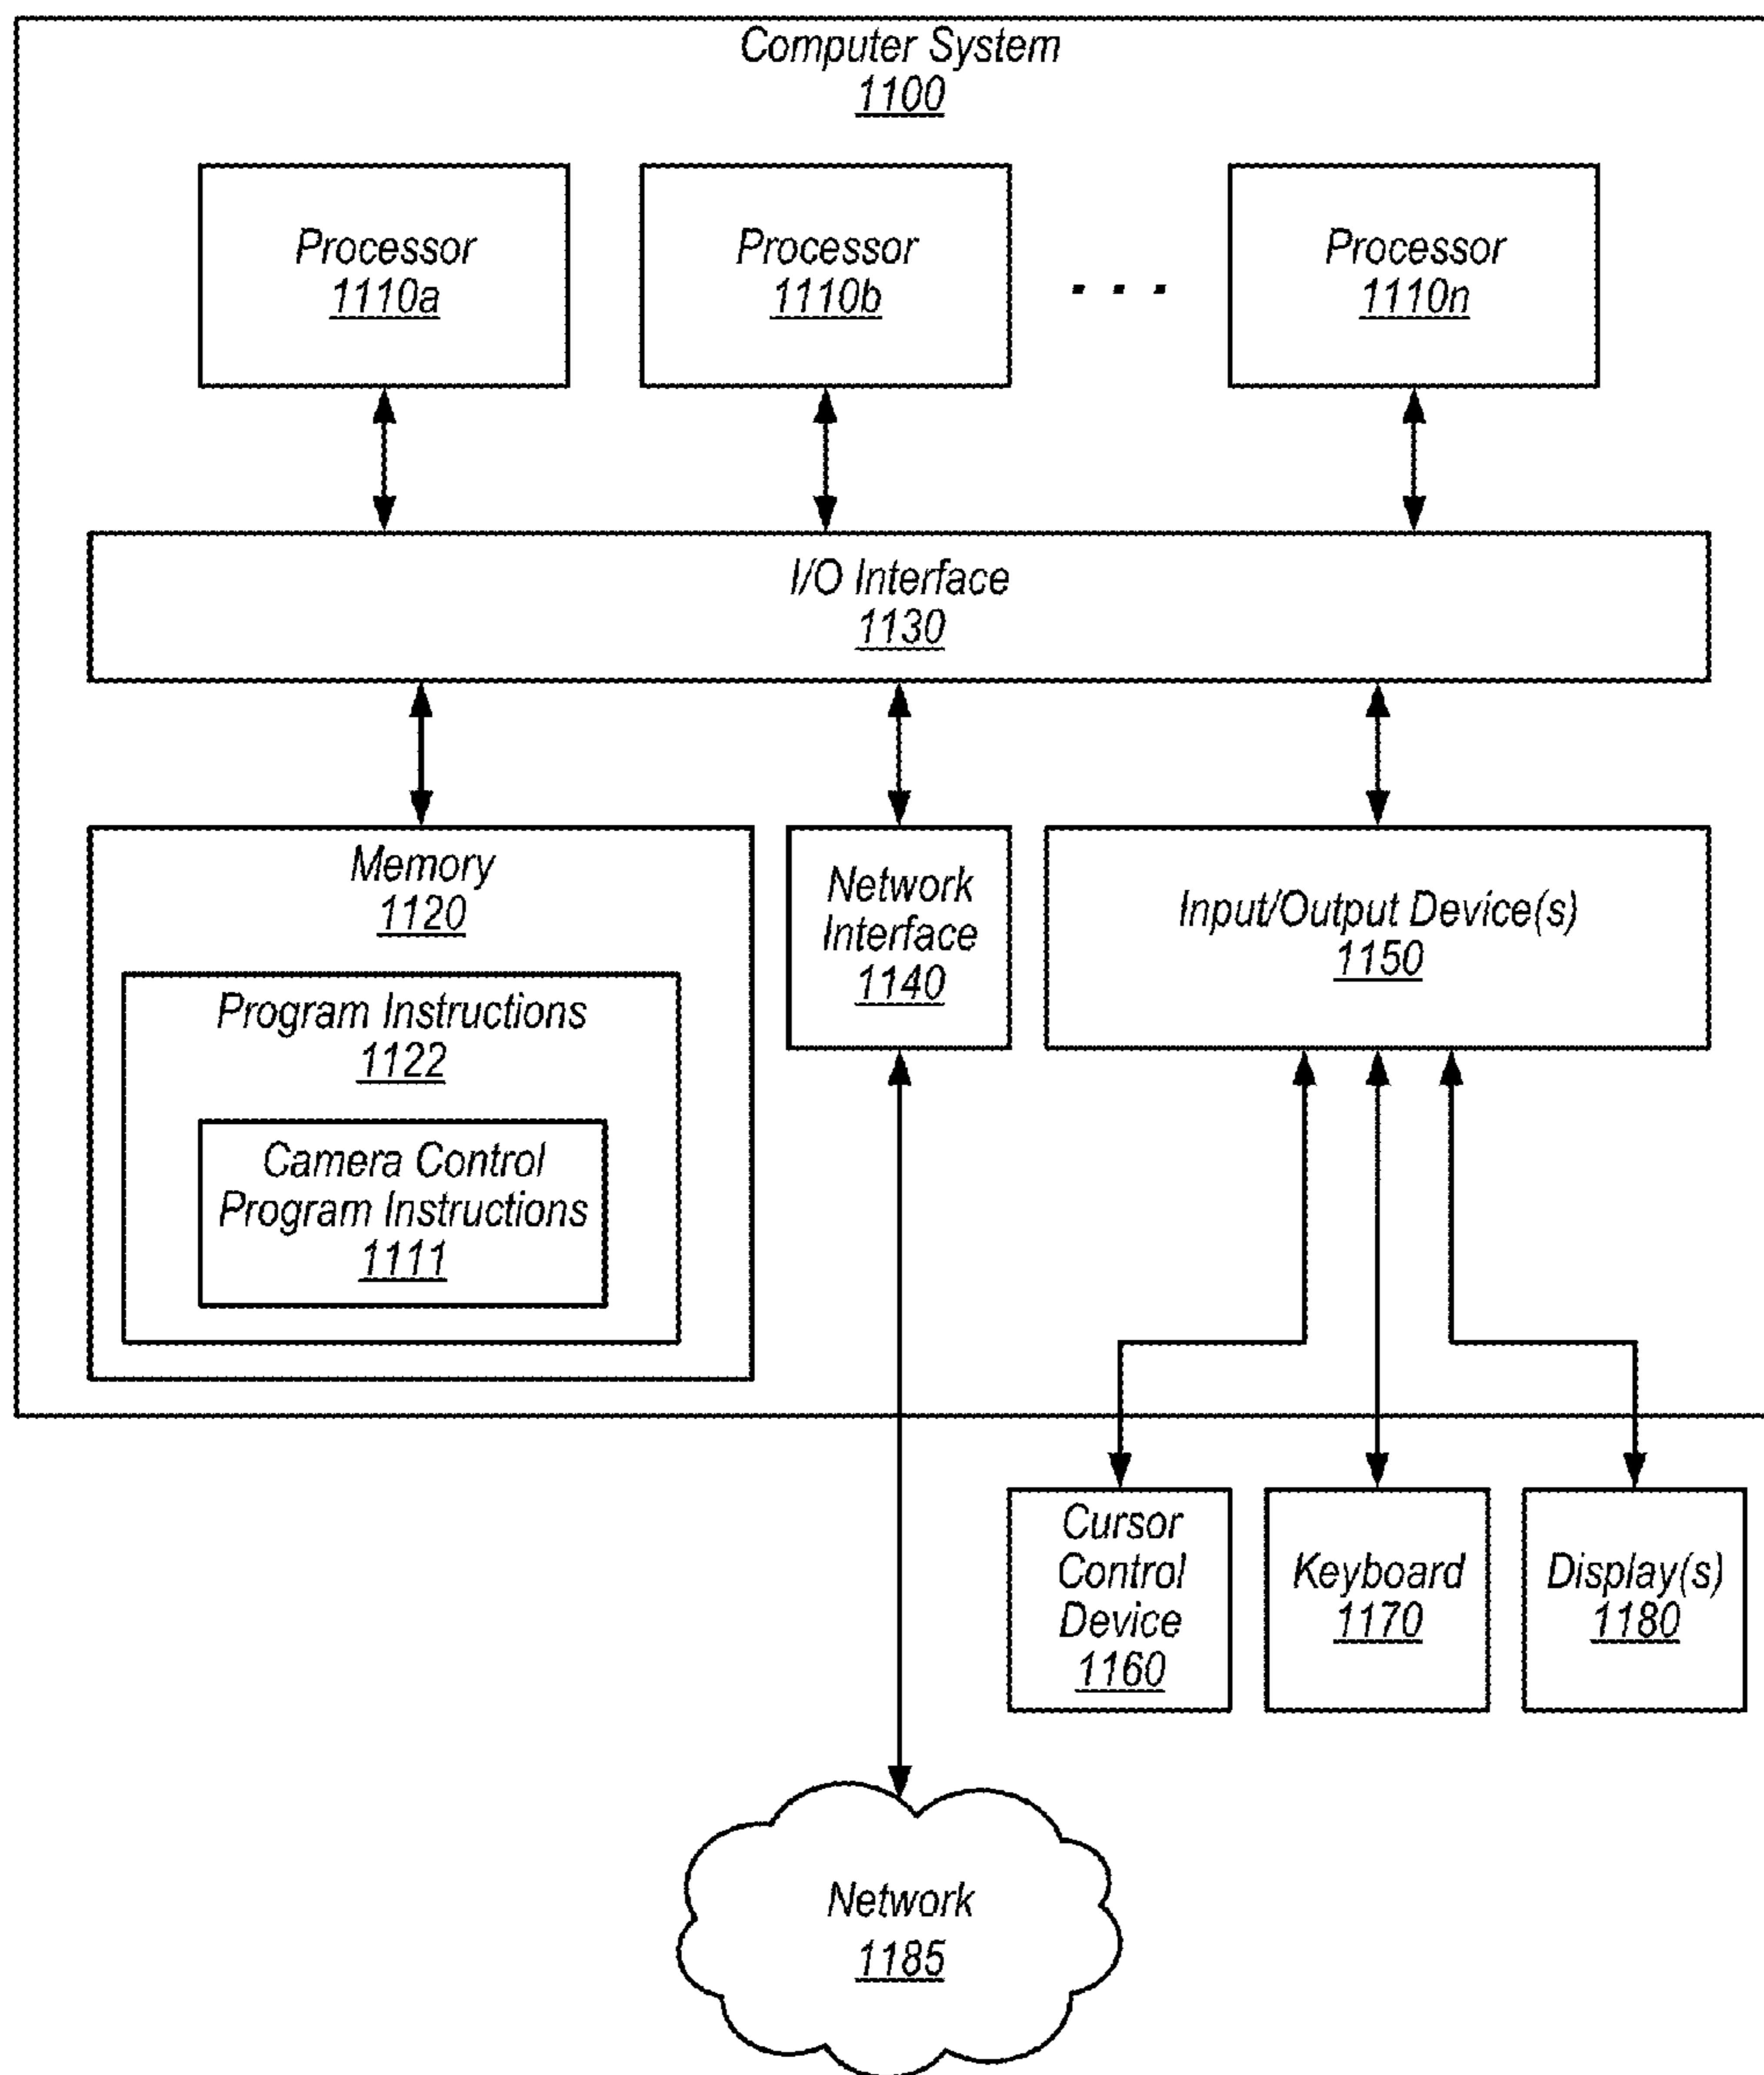 Computer System
1100
Processor
1110a
Processor
1110b
. . .
Processor
1110n
I/O Interface
1130
Memory
1120
Program Instructions
1122
Camera Control
Program Instructions
1111
Network
Interface
1140
Input/Output Device(s)
1150
Cursor
Control
Device
1160
Keyboard
1170
Display(s)
1180
Network
1185